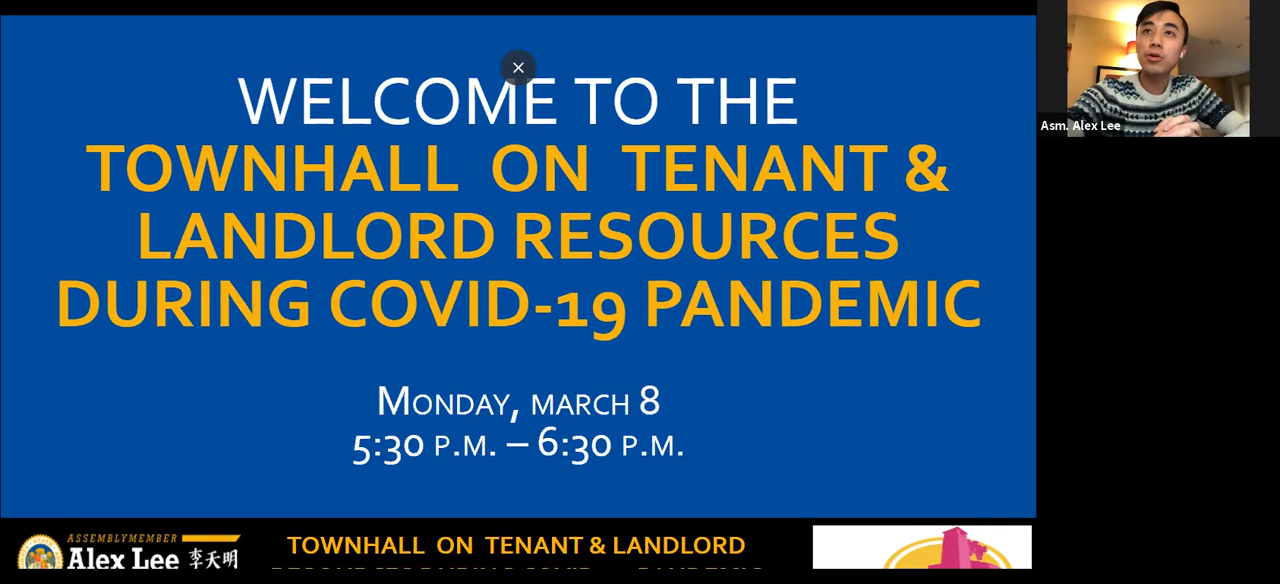 WELCOME TO THE
TOWNHALL ON TENANT &
LANDLORD RESOURCES
DURING COVID-19 PANDEMIC
MONDAY, MARCH 8
5:30 P.M. – 6:30 P.M.
Asm. Alex Lee
ASSEMBLYMEMBER
Alex Lee 李天明
TOWNHALL ON TENANT & LANDLORD